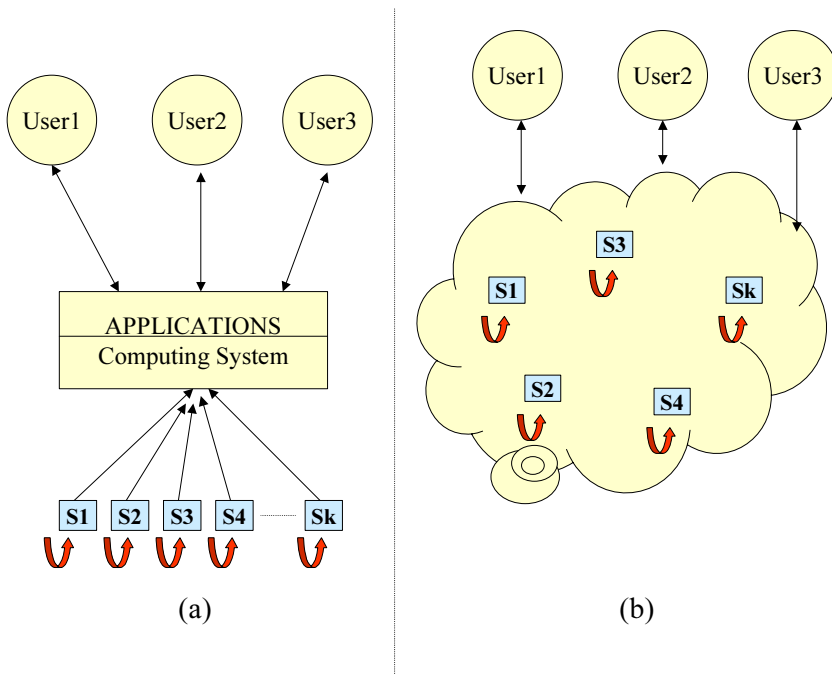 User1 User2 User3
APPLICATIONS
Computing System
S1 S2 S3 S4 Sk
(a)
User1 User2 User3
S3
S1 Sk
S2 S4
(b)